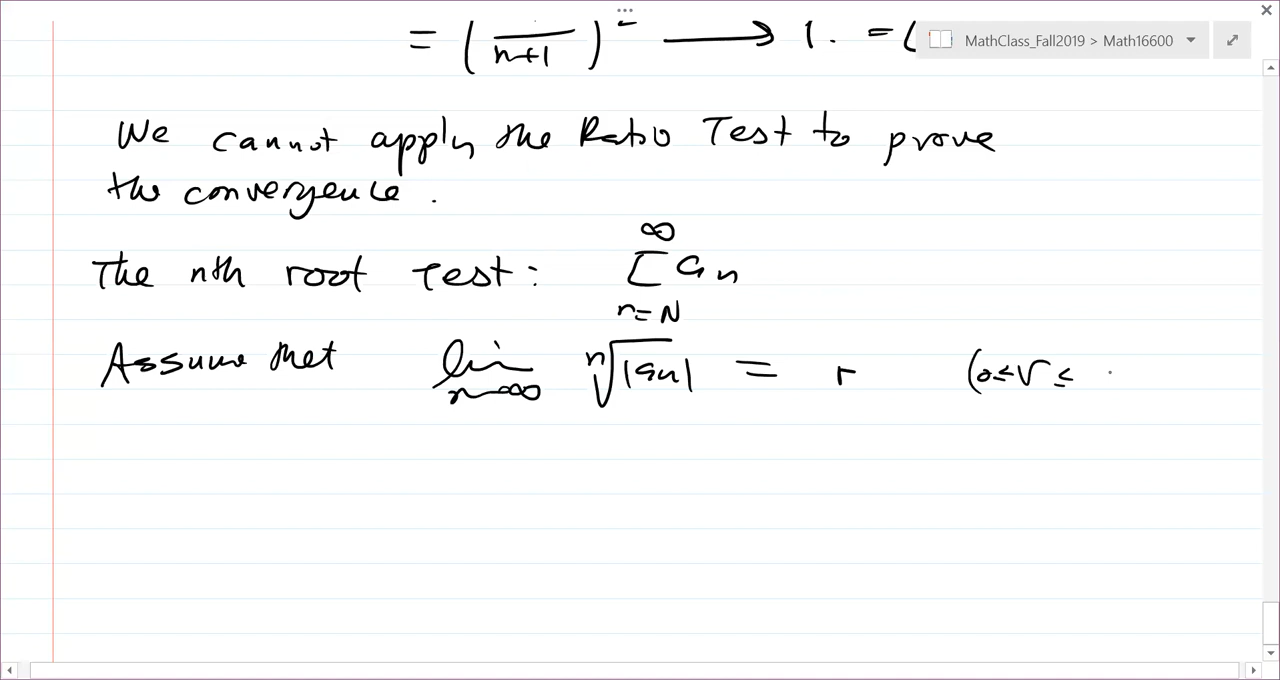 = ( /(n+1) )² ⟶ 1. = (
MathClass_Fall2019 > Math16600
We cannot apply the Ratio Test to prove
the convergence.
The nth root Test: ∑_{n=N}^{∞} a_n
Assume that lim_{n→∞} ⁿ√|a_n| = r (0≤r≤